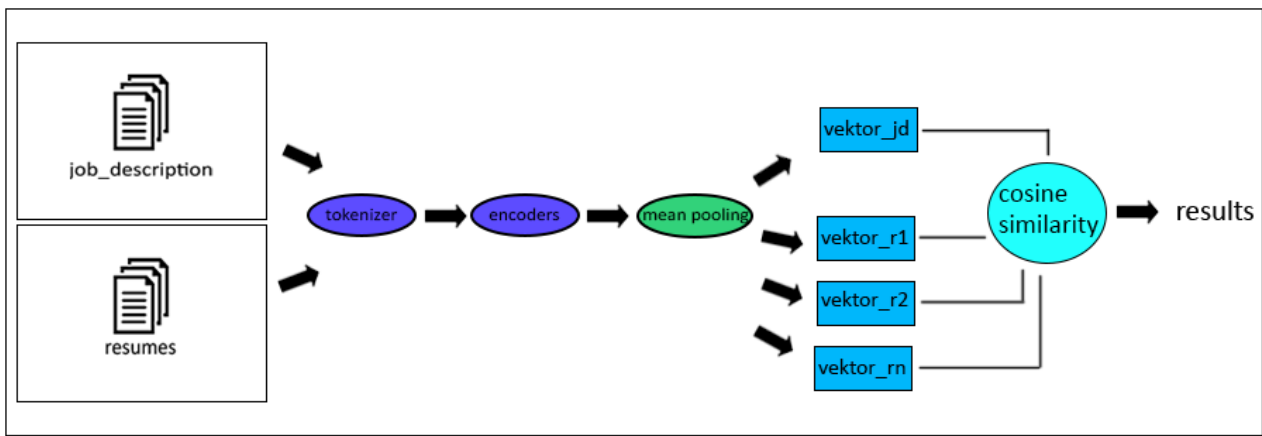 job_description
resumes
tokenizer
encoders
mean pooling
vektor_jd
vektor_r1
vektor_r2
vektor_rn
cosine
similarity
results